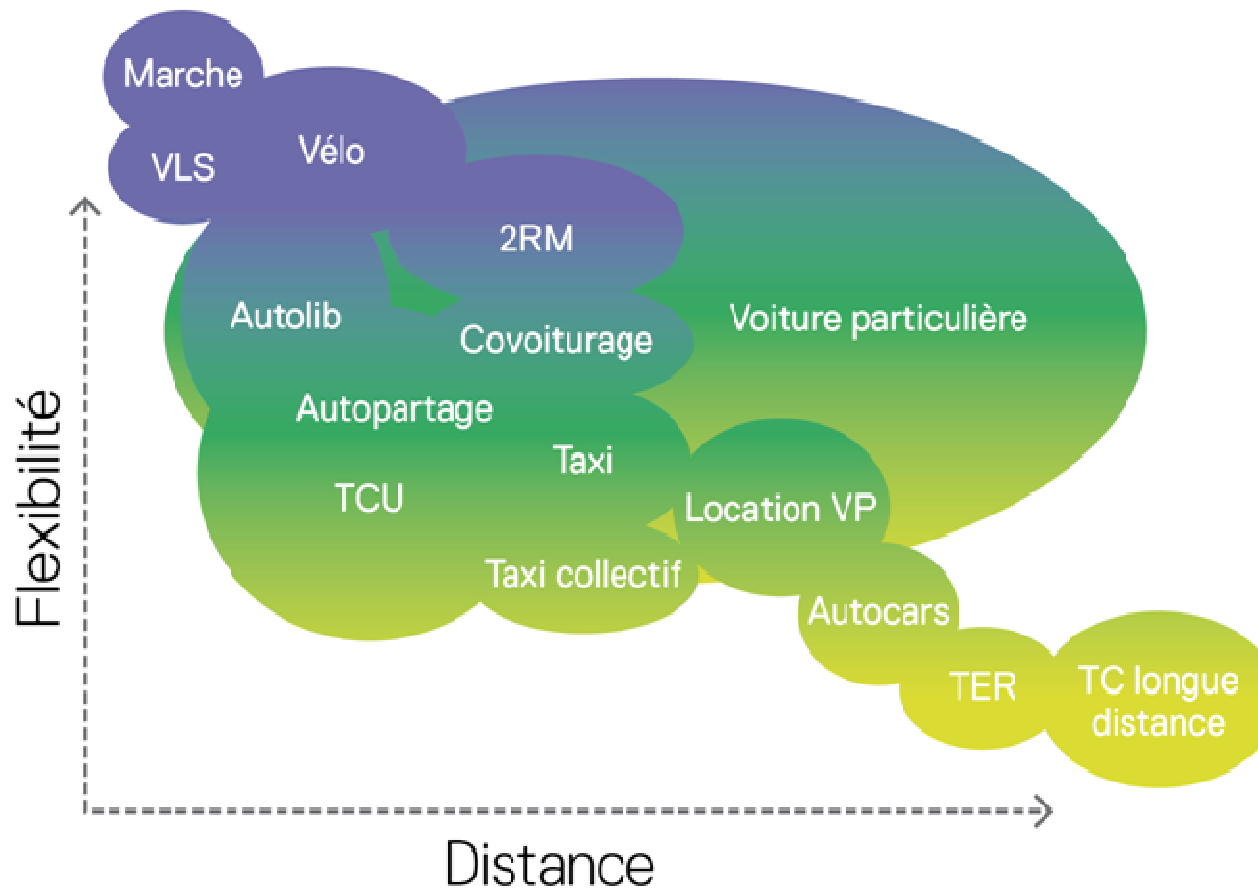 Marche
VLS
Vélo
2RM
Autolib
Covoiturage
Voiture particulière
Autopartage
Taxi
TCU
Location VP
Taxi collectif
Autocars
TER
TC longue
distance
Flexibilité
Distance